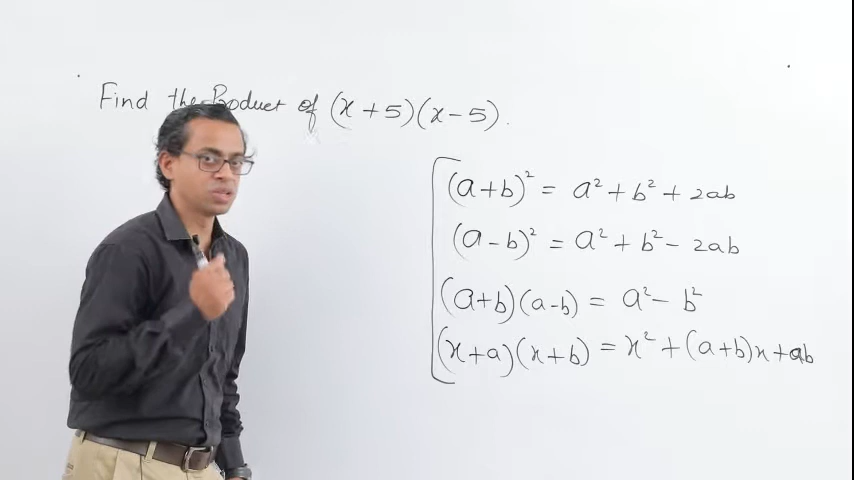 Find the Product of (x+5)(x-5).
(a+b)² = a² + b² + 2ab
(a-b)² = a² + b² - 2ab
(a+b)(a-b) = a² - b²
(x+a)(x+b) = x² + (a+b)x + ab